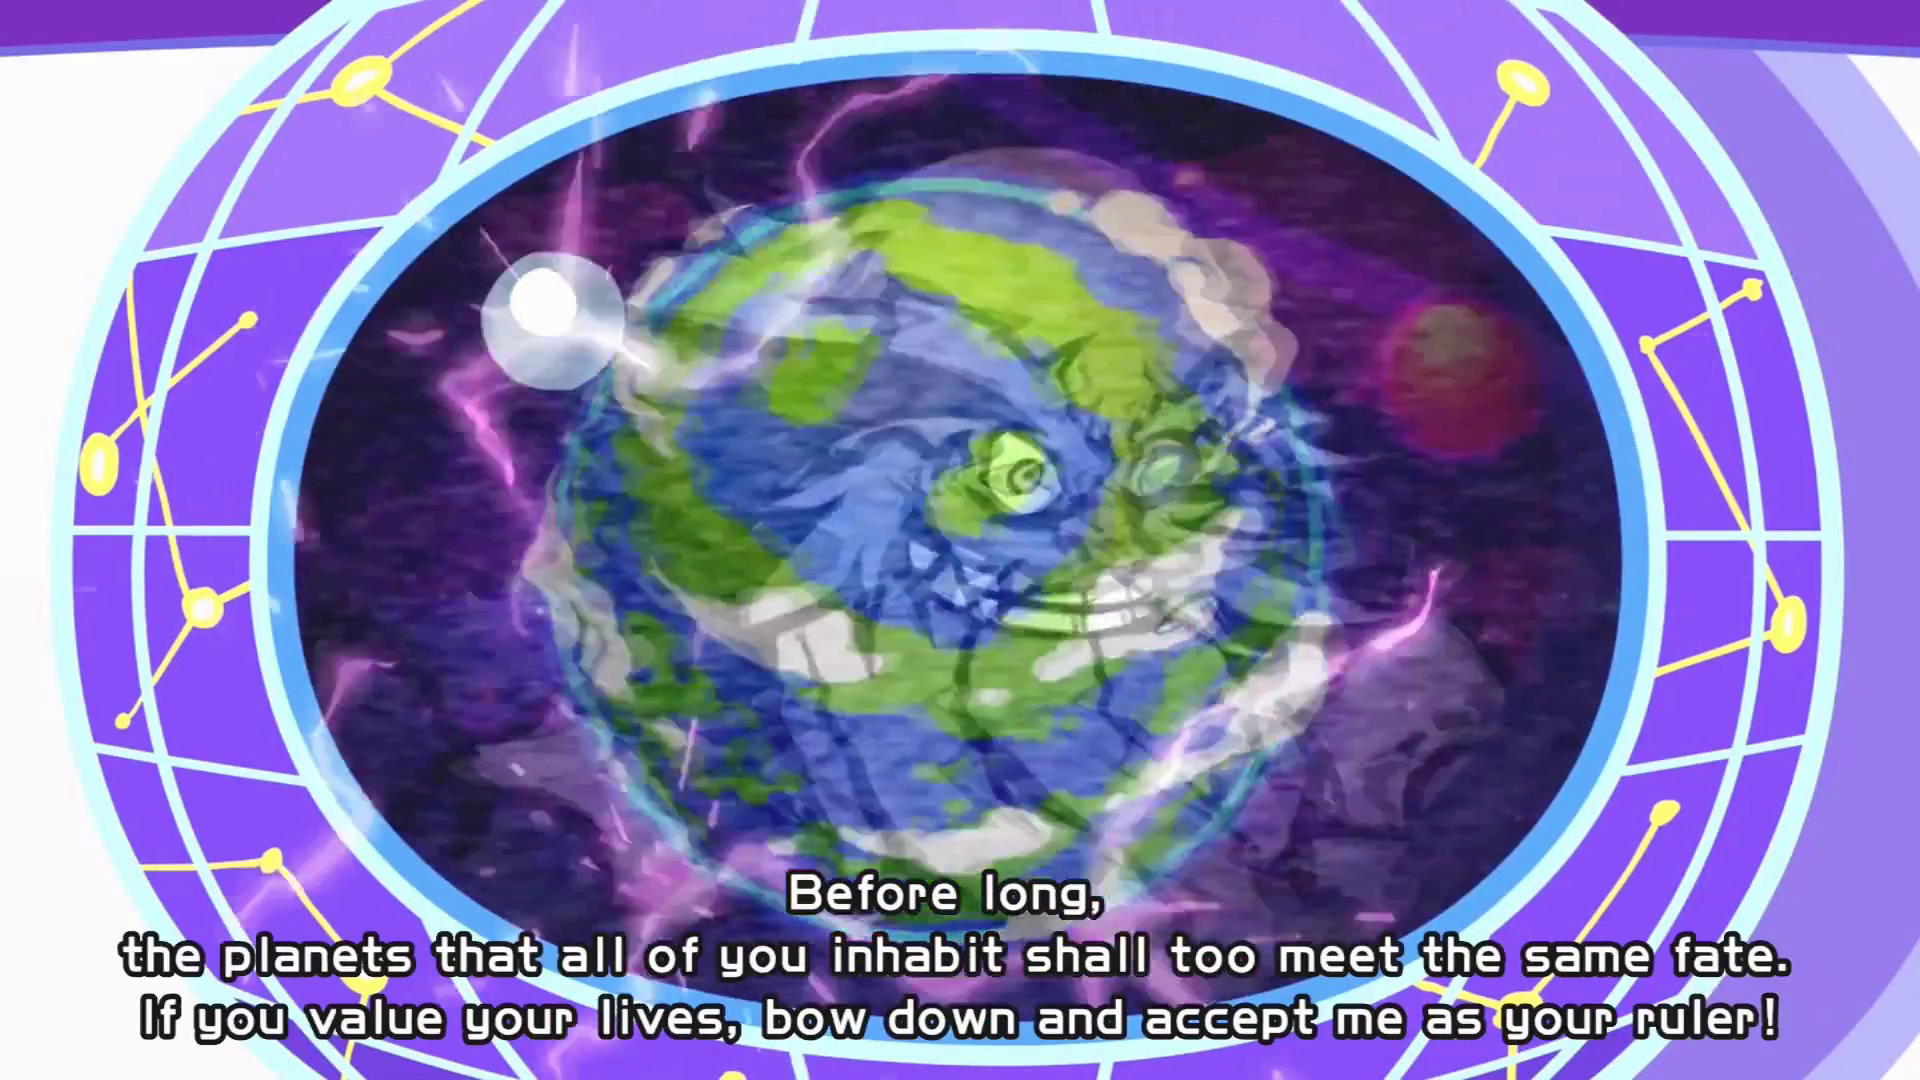 Before long,
the planets that all of you inhabit shall too meet the same fate.
If you value your lives, bow down and accept me as your ruler!